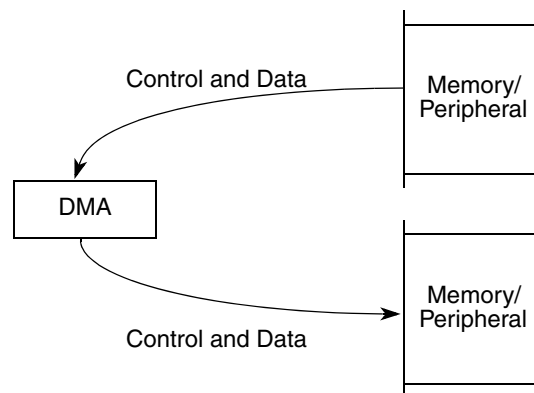 Control and Data
Memory/
Peripheral
DMA
Memory/
Peripheral
Control and Data